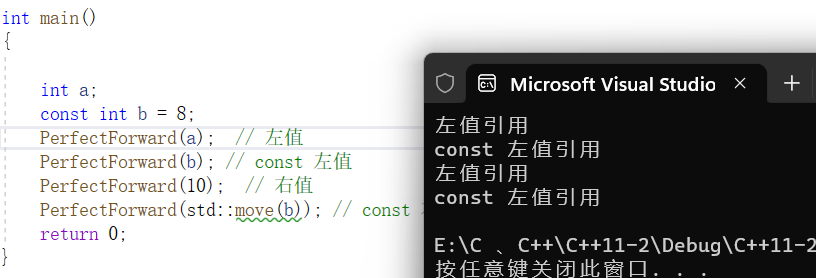 int main()
{
int a;
const int b = 8;
PerfectForward(a);  // 左值
PerfectForward(b); // const 左值
PerfectForward(10);  // 右值
PerfectForward(std::move(b)); // const
return 0;
}
Microsoft Visual Studio
左值引用
const 左值引用
左值引用
const 左值引用
E:\C 、C++\C++11-2\Debug\C++11-2
按任意键关闭此窗口. . .